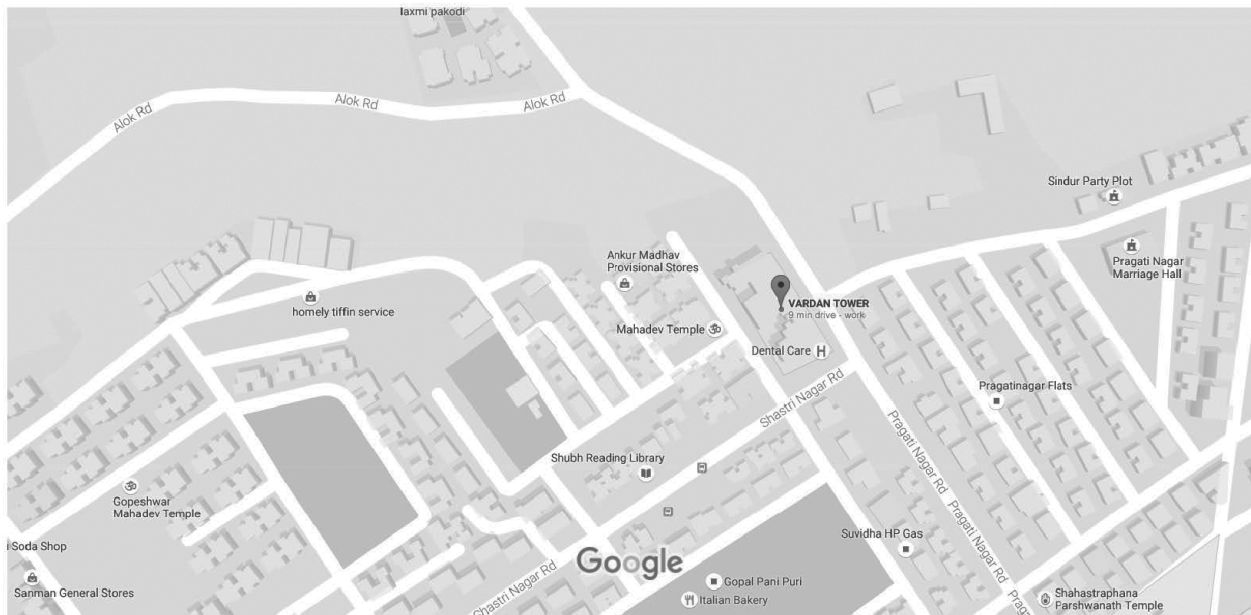 laxmi pakodi
Alok Rd
Alok Rd
Alok Rd
Sindur Party Plot
Ankur Madhav
Provisional Stores
Pragati Nagar
Marriage Hall
homely tiffin service
VARDAN TOWER
9 min drive - work
Mahadev Temple
Dental Care
Shastri Nagar Rd
Pragatinagar Flats
Pragati Nagar Rd
Shubh Reading Library
Gopeshwar
Mahadev Temple
Pragati Nagar Rd
i Soda Shop
Suvidha HP Gas
Google
Sanman General Stores
Ghastri Nagar Rd
Gopal Pani Puri
Italian Bakery
Shahastraphana
Parshwanath Temple
Praga